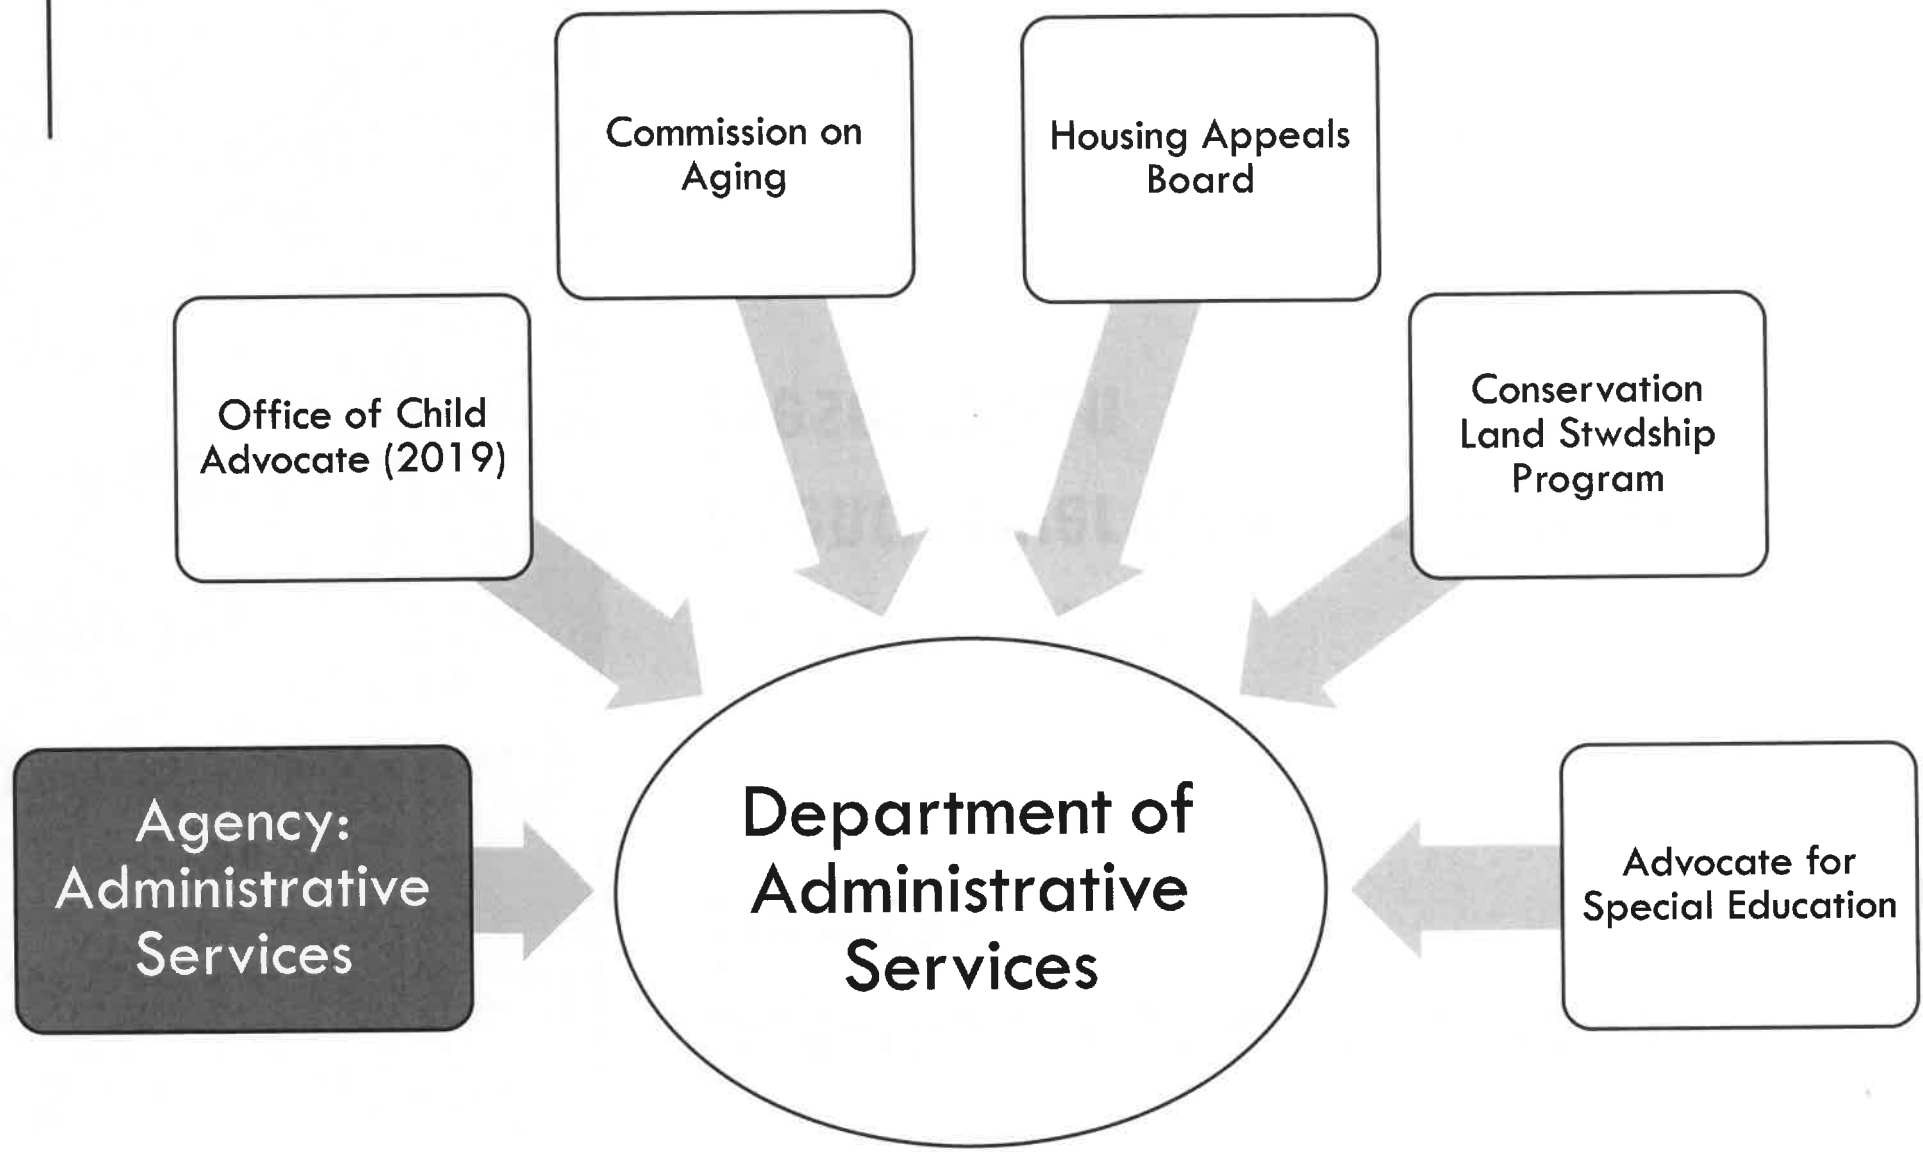 Commission on
Aging
Housing Appeals
Board
Office of Child
Advocate (2019)
Conservation
Land Stwdship
Program
Agency:
Administrative
Services
Department of
Administrative
Services
Advocate for
Special Education